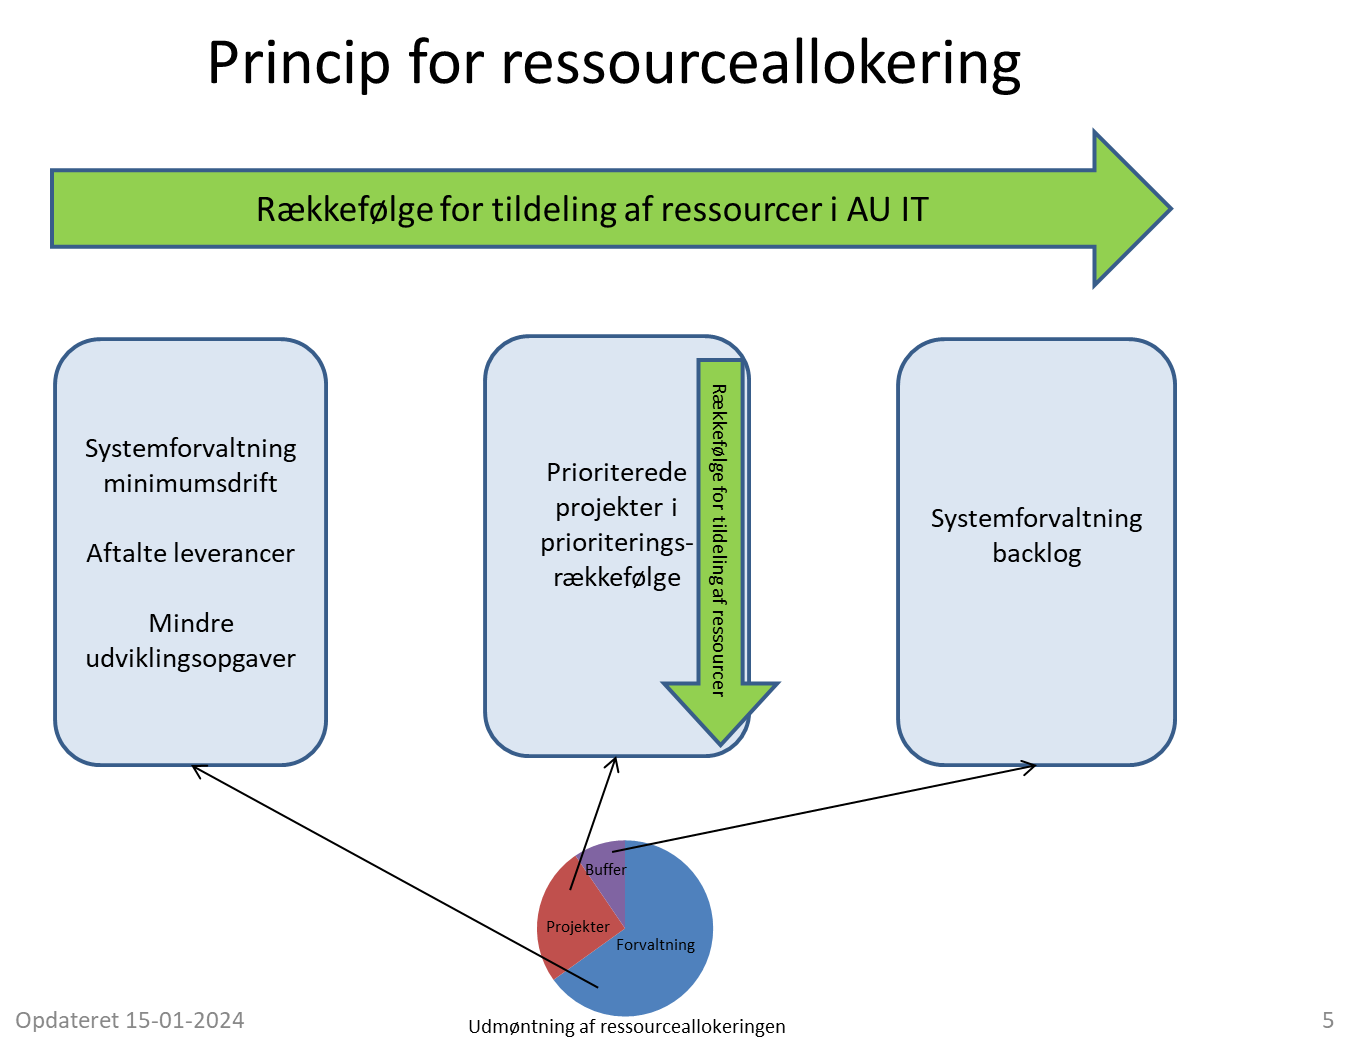 Princip for ressourceallokering
Rækkefølge for tildeling af ressourcer i AU IT
Systemforvaltning
minimumsdrift
Aftalte leverancer
Mindre
udviklingsopgaver
Prioriterede
projekter i
prioriterings-
rækkefølge
Rækkefølge for tildeling af ressourcer
Systemforvaltning
backlog
Buffer
Projekter
Forvaltning
Udmøntning af ressourceallokeringen
Opdateret 15-01-2024
5